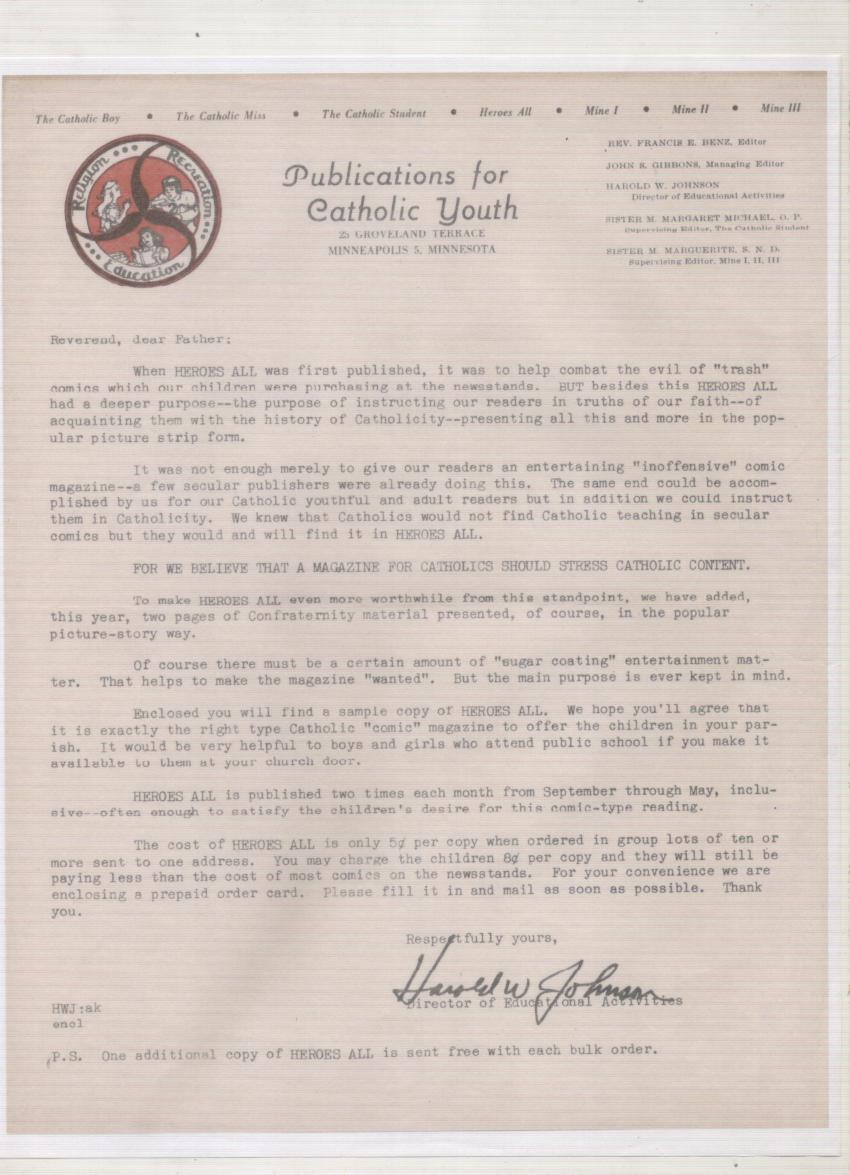 The Catholic Boy • The Catholic Miss • The Catholic Student • Heroes All • Mine I • Mine II • Mine III
Religion ••• Recreation ••• Education •••
Publications for
Catholic Youth
25 GROVELAND TERRACE
MINNEAPOLIS 5, MINNESOTA
REV. FRANCIS E. BENZ, Editor
JOHN S. GIBBONS, Managing Editor
HAROLD W. JOHNSON
Director of Educational Activities
SISTER M. MARGARET MICHAEL, O. P.
Supervising Editor, The Catholic Student
SISTER M. MARGUERITE, S. N. D.
Supervising Editor, Mine I, II, III
Reverend, dear Father:
When HEROES ALL was first published, it was to help combat the evil of "trash"
comics which our children were purchasing at the newsstands. BUT besides this HEROES ALL
had a deeper purpose--the purpose of instructing our readers in truths of our faith--of
acquainting them with the history of Catholicity--presenting all this and more in the pop-
ular picture strip form.
It was not enough merely to give our readers an entertaining "inoffensive" comic
magazine--a few secular publishers were already doing this. The same end could be accom-
plished by us for our Catholic youthful and adult readers but in addition we could instruct
them in Catholicity. We knew that Catholics would not find Catholic teaching in secular
comics but they would and will find it in HEROES ALL.
FOR WE BELIEVE THAT A MAGAZINE FOR CATHOLICS SHOULD STRESS CATHOLIC CONTENT.
To make HEROES ALL even more worthwhile from this standpoint, we have added,
this year, two pages of Confraternity material presented, of course, in the popular
picture-story way.
Of course there must be a certain amount of "sugar coating" entertainment mat-
ter. That helps to make the magazine "wanted". But the main purpose is ever kept in mind.
Enclosed you will find a sample copy of HEROES ALL. We hope you'll agree that
it is exactly the right type Catholic "comic" magazine to offer the children in your par-
ish. It would be very helpful to boys and girls who attend public school if you make it
available to them at your church door.
HEROES ALL is published two times each month from September through May, inclu-
sive--often enough to satisfy the children's desire for this comic-type reading.
The cost of HEROES ALL is only 5¢ per copy when ordered in group lots of ten or
more sent to one address. You may charge the children 8¢ per copy and they will still be
paying less than the cost of most comics on the newsstands. For your convenience we are
enclosing a prepaid order card. Please fill it in and mail as soon as possible. Thank
you.
Respectfully yours,
Harold W Johnson
Director of Educational Activities
HWJ:ak
encl
P.S. One additional copy of HEROES ALL is sent free with each bulk order.